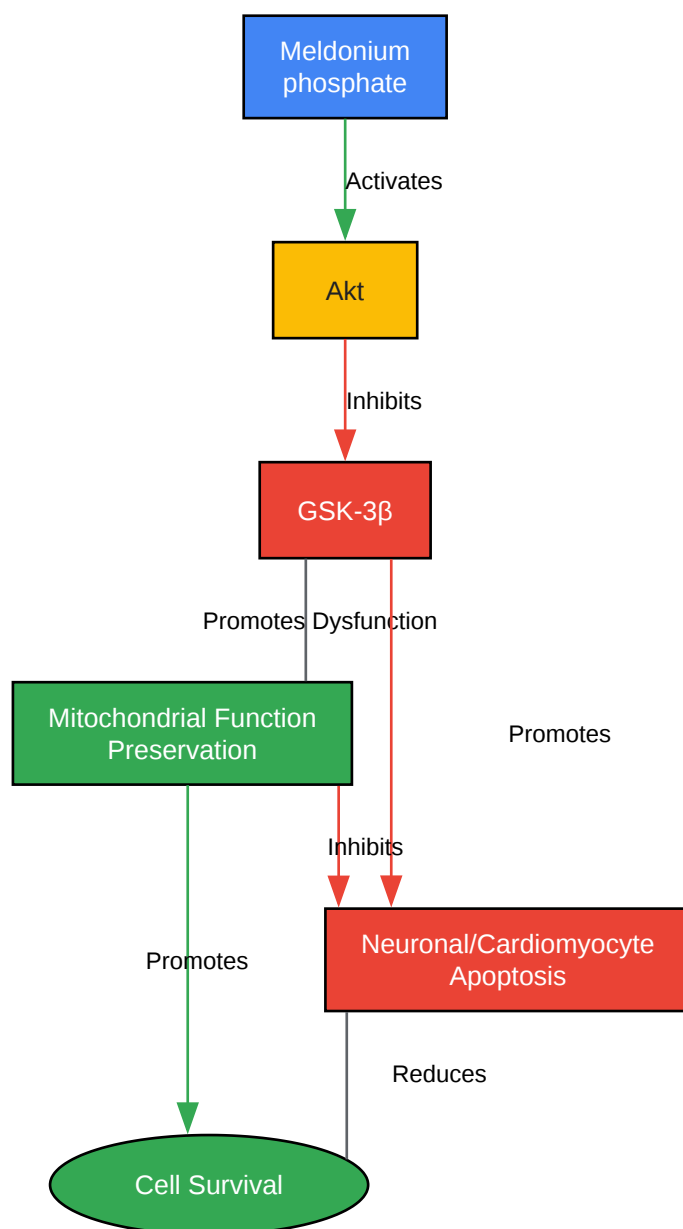 Meldonium
phosphate
Activates
Akt
Inhibits
GSK-3β
Promotes Dysfunction
Mitochondrial Function
Preservation
Promotes
Inhibits
Neuronal/Cardiomyocyte
Apoptosis
Promotes
Reduces
Cell Survival